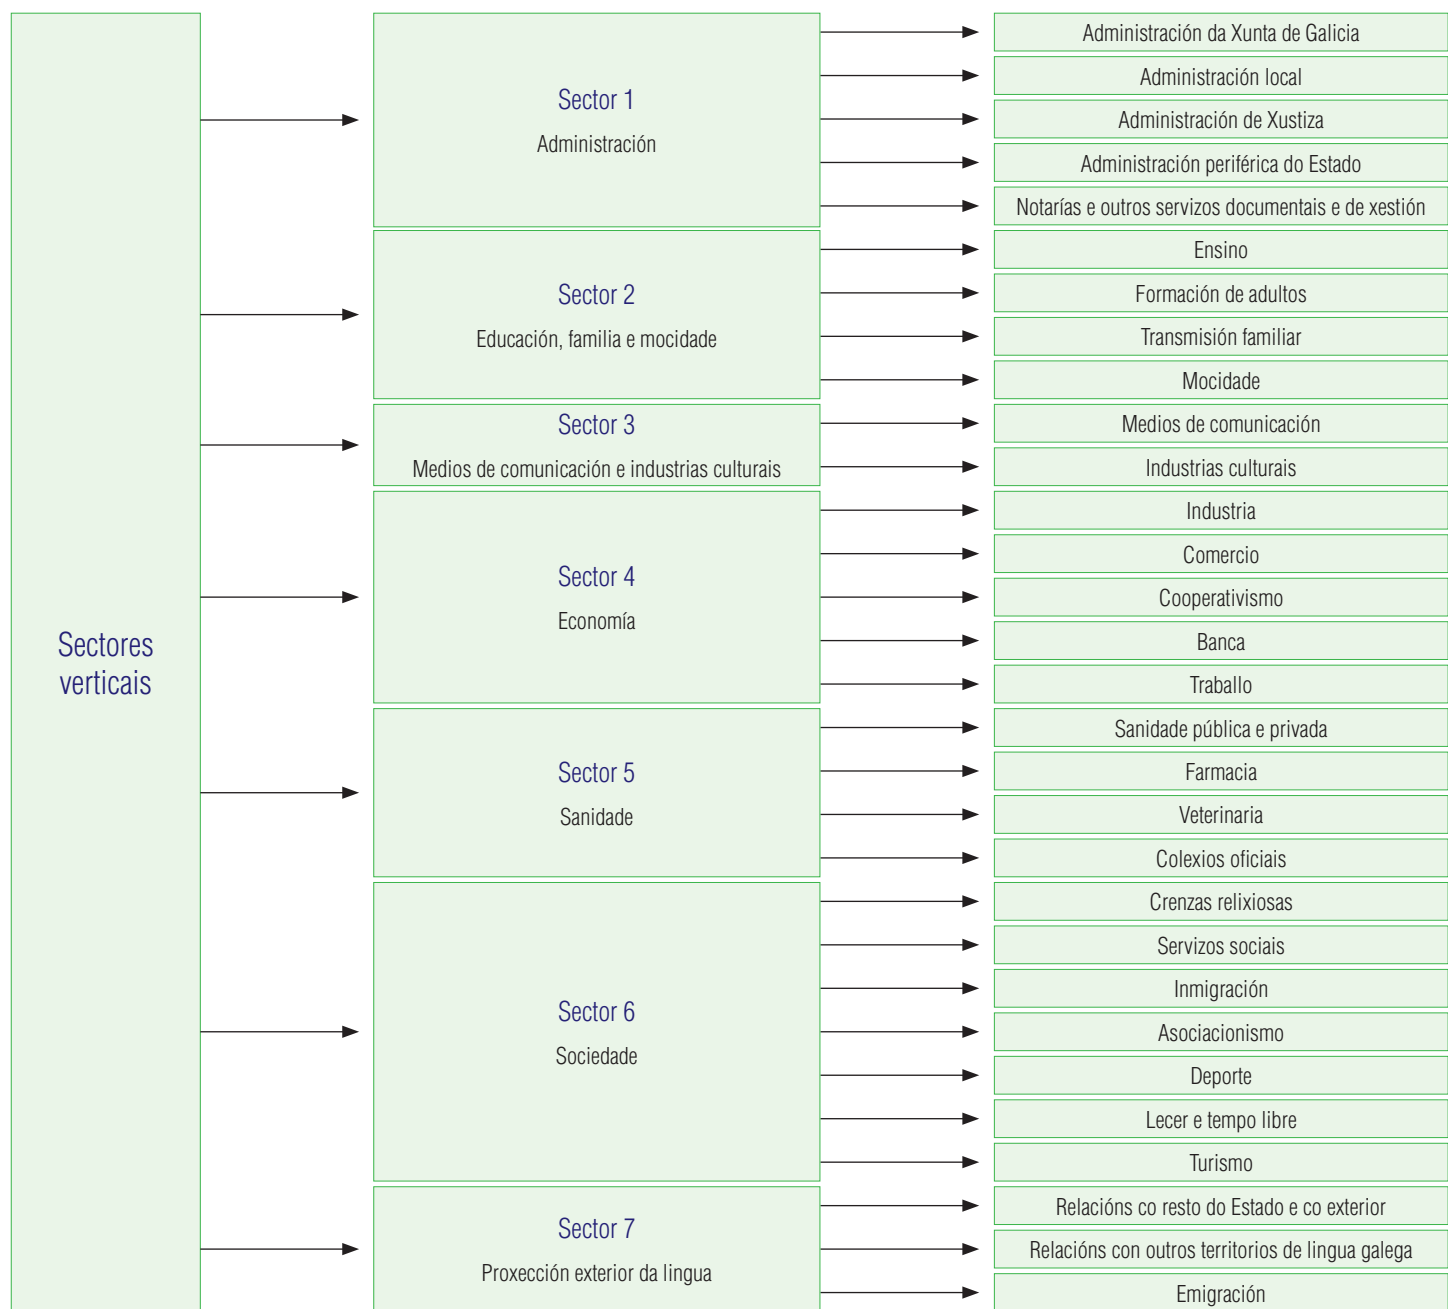 Sectores
verticais
Sector 1
Administración
Administración da Xunta de Galicia
Administración local
Administración de Xustiza
Administración periférica do Estado
Notarías e outros servizos documentais e de xestión
Sector 2
Educación, familia e mocidade
Ensino
Formación de adultos
Transmisión familiar
Mocidade
Sector 3
Medios de comunicación e industrias culturais
Medios de comunicación
Industrias culturais
Sector 4
Economía
Industria
Comercio
Cooperativismo
Banca
Traballo
Sector 5
Sanidade
Sanidade pública e privada
Farmacia
Veterinaria
Colexios oficiais
Sector 6
Sociedade
Crenzas relixiosas
Servizos sociais
Inmigración
Asociacionismo
Deporte
Lecer e tempo libre
Turismo
Sector 7
Proxección exterior da lingua
Relacións co resto do Estado e co exterior
Relacións con outros territorios de lingua galega
Emigración